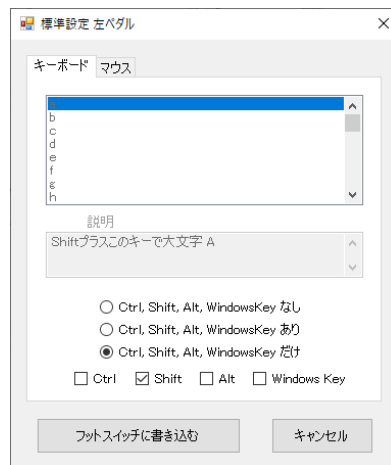 標準設定 左ペダル
キーボード マウス
b
c
d
e
f
g
h
説明
Shiftプラスこのキーで大文字 A
Ctrl, Shift, Alt, WindowsKey なし
Ctrl, Shift, Alt, WindowsKey あり
Ctrl, Shift, Alt, WindowsKey だけ
Ctrl Shift Alt Windows Key
フットスイッチに書き込む キャンセル